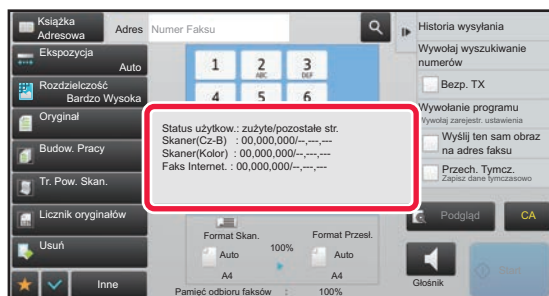 Książka
Adresowa
Adres
Numer Faksu
Ekspozycja
Auto
Rozdzielczość
Bardzo Wysoka
Oryginał
Budow. Pracy
Tr. Pow. Skan.
Licznik oryginałów
Usuń
Inne
1
2
ABC
3
DEF
4
5
6
Status użytkow.: zużyte/pozostałe str.
Skaner(Cz-B) : 00,000,000/--,---,---
Skaner(Kolor) : 00,000,000/--,---,---
Faks Internet. : 00,000,000/--,---,---
Format Skan.
Format Przesł.
Auto
100%
Auto
A4
A4
Pamięć odbioru faksów : 100%
Historia wysyłania
Wywołaj wyszukiwanie
numerów
Bezp. TX
Wywołanie programu
Wywołaj zarejestr. ustawienia
Wyślij ten sam obraz
na adres faksu
Przech. Tymcz.
Zapisz dane tymczasowo
Podgląd
CA
Głośnik
Start